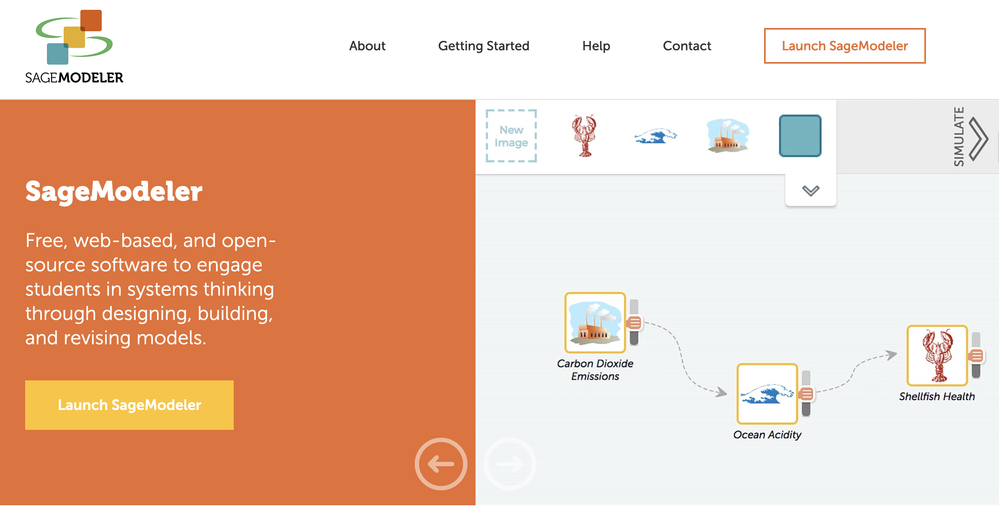 SAGEMODELER
About
Getting Started
Help
Contact
Launch SageModeler
SageModeler
Free, web-based, and open-
source software to engage
students in systems thinking
through designing, building,
and revising models.
Launch SageModeler
New
Image
SIMULATE
Carbon Dioxide
Emissions
Ocean Acidity
Shellfish Health